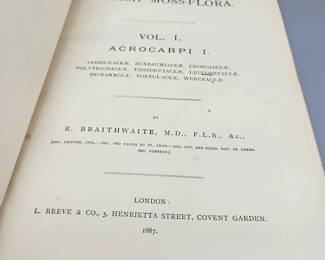 MOSS-FLORA.
VOL. I.
ACROCARPI I.
ANDREÆACEÆ, BUXBAUMIACEÆ, GEORGIACEÆ,
POLYTRICHACEÆ, FISSIDENTACEÆ, LEUCOBRYACEÆ,
DICRANACEÆ, TORTULACEÆ, WEBERACEÆ.
BY
R. BRAITHWAITE, M.D., F.L.S., &c.,
LONDON:
L. REEVE & CO., 5, HENRIETTA STREET, COVENT GARDEN.
1887.